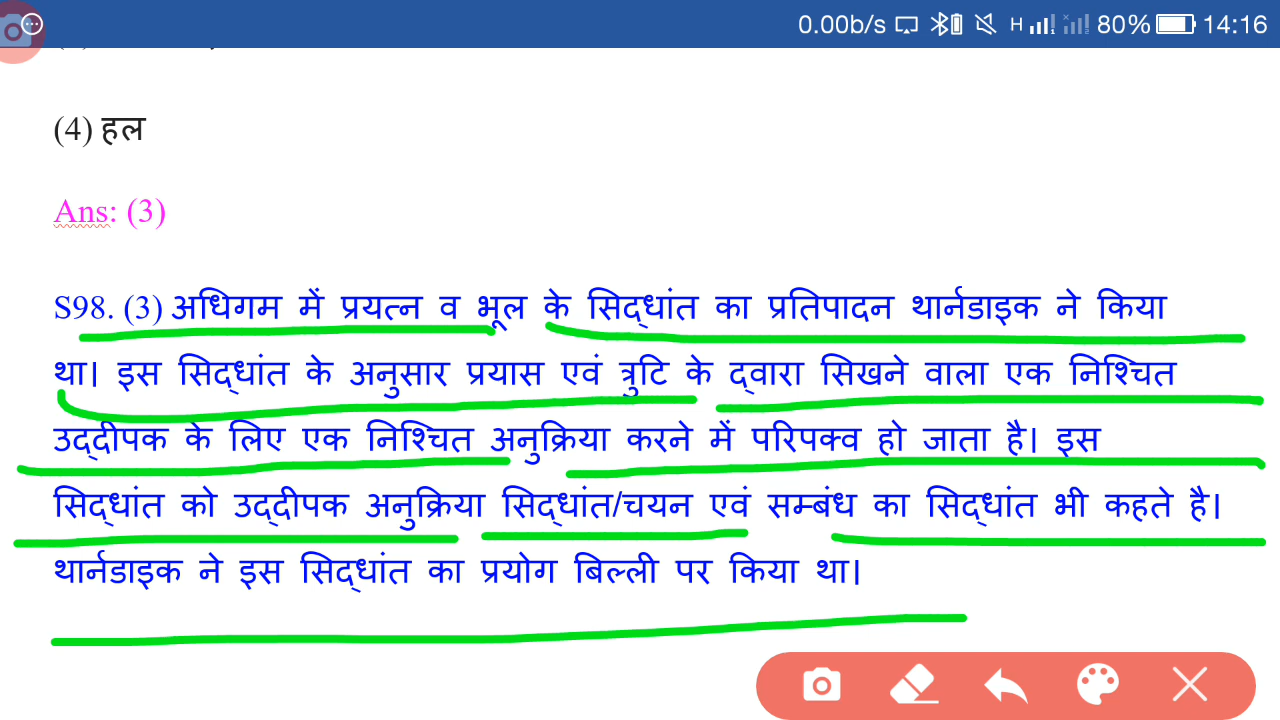 0.00b/s H 80% 14:16
(4) हल
Ans: (3)
S98. (3) अधिगम में प्रयत्न व भूल के सिद्धांत का प्रतिपादन थार्नडाइक ने किया
था। इस सिद्धांत के अनुसार प्रयास एवं त्रुटि के द्वारा सिखने वाला एक निश्चित
उद्दीपक के लिए एक निश्चित अनुक्रिया करने में परिपक्व हो जाता है। इस
सिद्धांत को उद्दीपक अनुक्रिया सिद्धांत/चयन एवं सम्बंध का सिद्धांत भी कहते है।
थार्नडाइक ने इस सिद्धांत का प्रयोग बिल्ली पर किया था।